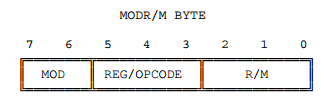 MODR/M BYTE
7 6 5 4 3 2 1 0
MOD REG/OPCODE R/M